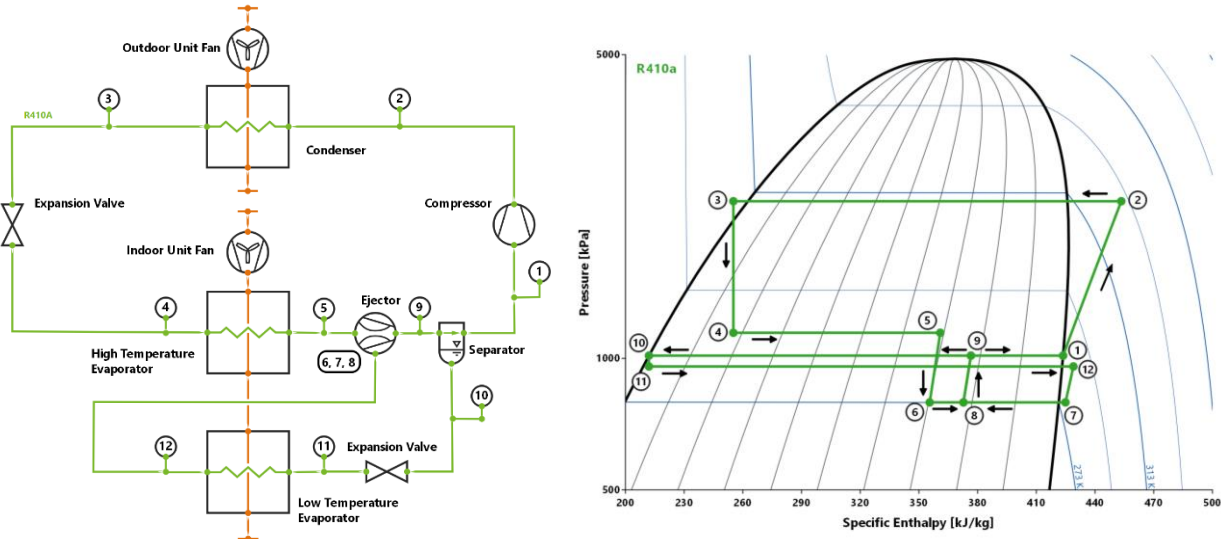 Outdoor Unit Fan
3
2
R410A
Condenser
Expansion Valve
Compressor
Indoor Unit Fan
1
4
5
Ejector
9
High Temperature
Evaporator
6, 7, 8
Separator
10
12
11
Expansion Valve
Low Temperature
Evaporator
R410a
5000
1000
500
Pressure [kPa]
3
2
4
5
10
9
1
11
12
6
8
7
273 K
313 K
200
230
260
290
320
350
380
410
440
470
500
Specific Enthalpy [kJ/kg]